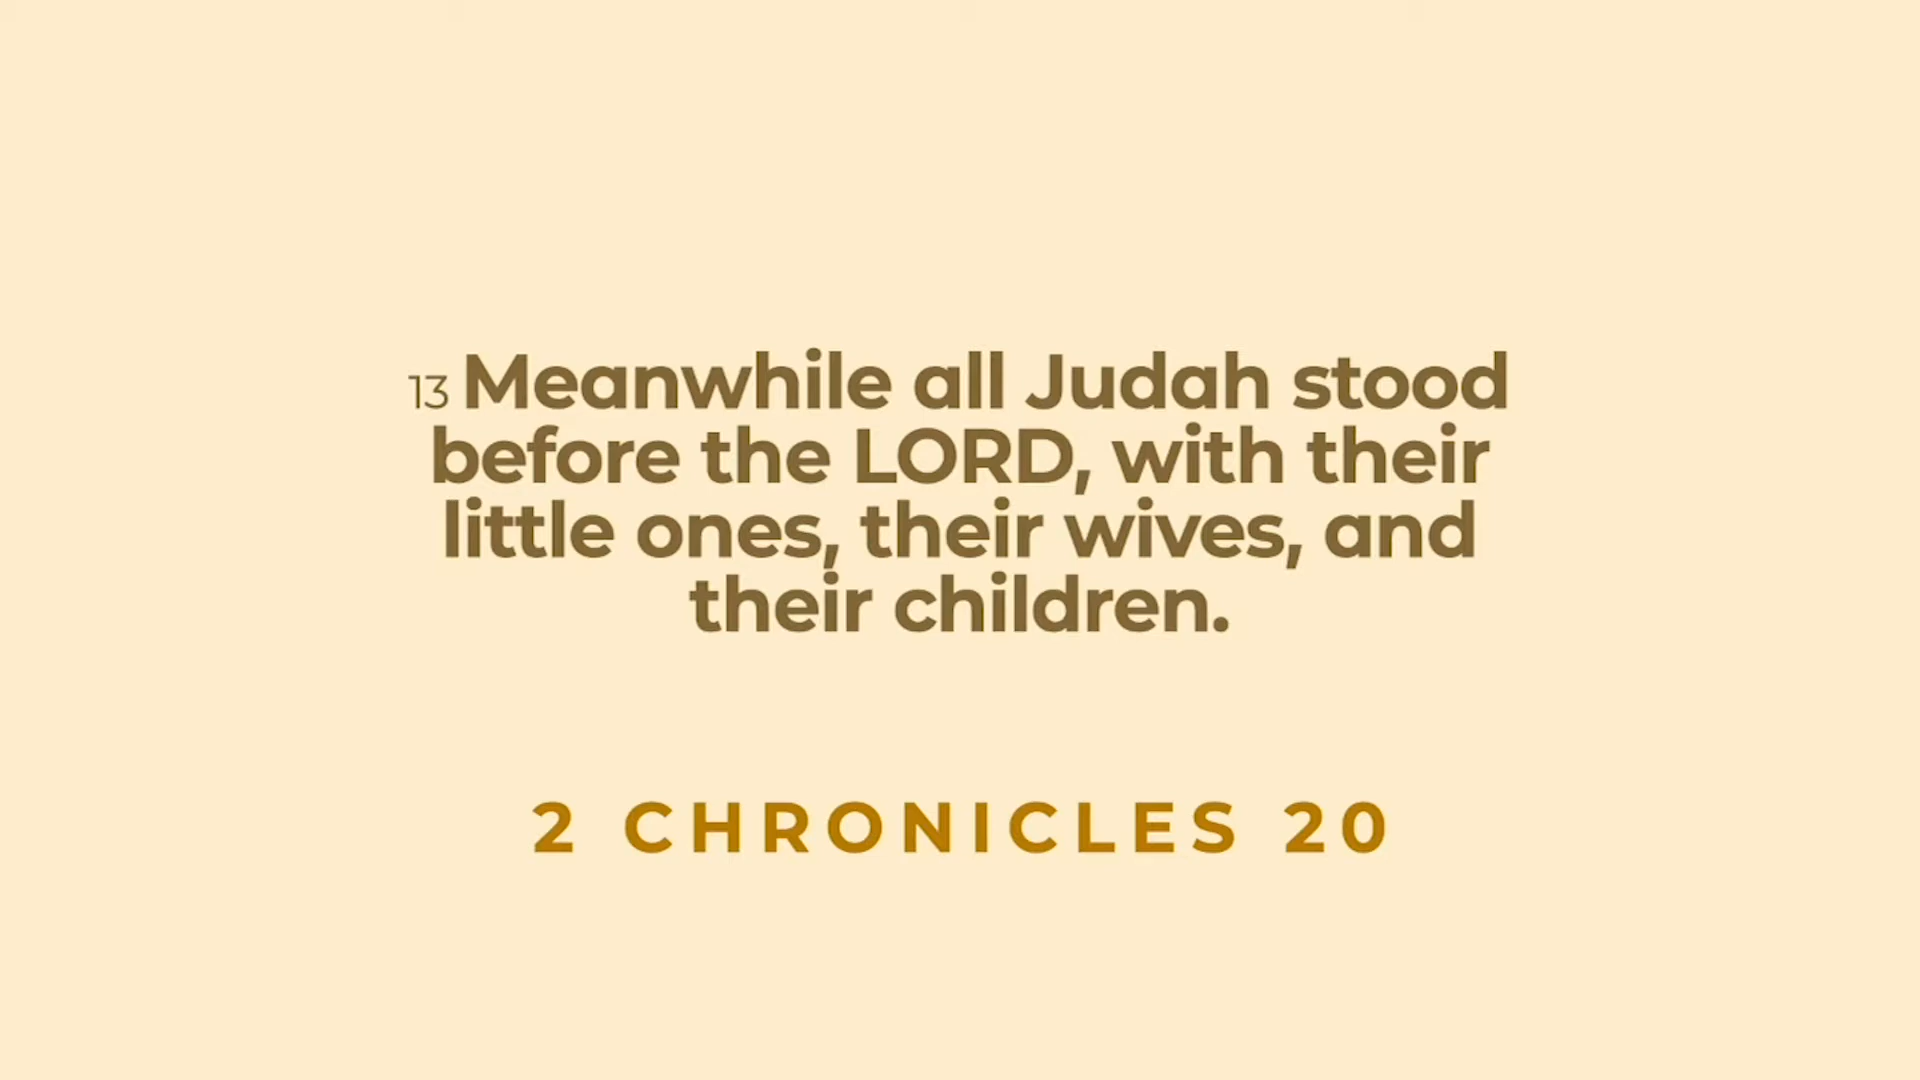 13 Meanwhile all Judah stood
before the LORD, with their
little ones, their wives, and
their children.
2 CHRONICLES 20